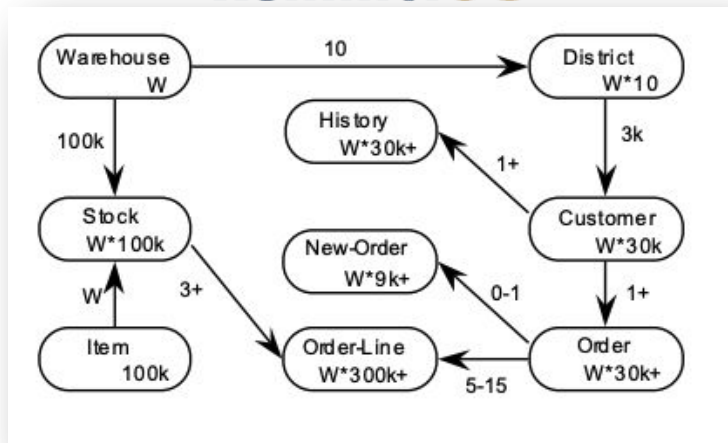 Warehouse
W
10
District
W*10
History
W*30k+
100k
1+
3k
Stock
W*100k
Customer
W*30k
New-Order
W*9k+
W
3+
0-1
1+
Item
100k
Order-Line
W*300k+
5-15
Order
W*30k+